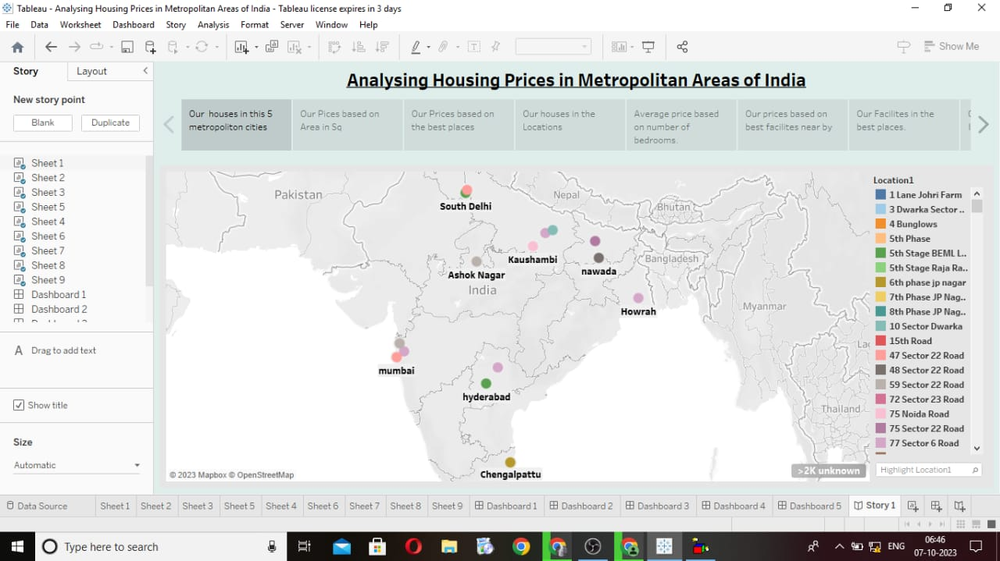 Tableau - Analysing Housing Prices in Metropolitan Areas of India - Tableau license expires in 3 days
File Data Worksheet Dashboard Story Analysis Format Server Window Help
Show Me
Story Layout
New story point
Blank Duplicate
Sheet 1
Sheet 2
Sheet 3
Sheet 5
Sheet 4
Sheet 6
Sheet 7
Sheet 8
Sheet 9
Dashboard 1
Dashboard 2
A Drag to add text
Show title
Size
Automatic
Analysing Housing Prices in Metropolitan Areas of India
Our houses in this 5
metropoliton cities
Our Pices based on
Area in Sq
Our Prices based on
the best places
Our houses in the
Locations
Average price based
on number of
bedrooms.
Our prices based on
best facilites near by
Our Facilites in the
best places.
Pakistan
Nepal
Bhutan
South Delhi
Kaushambi
Bangladesh
nawada
Ashok Nagar
India
Myanmar
Howrah
mumbai
hyderabad
Thailand
Chengalpattu
© 2023 Mapbox © OpenStreetMap
>2K unknown
Location1
1 Lane Johri Farm
3 Dwarka Sector ..
4 Bunglows
5th Phase
5th Stage BEML L..
5th Stage Raja Ra..
6th phase jp nagar
7th Phase JP Nag..
8th Phase JP Nag..
10 Sector Dwarka
15th Road
47 Sector 22 Road
48 Sector 22 Road
59 Sector 22 Road
72 Sector 23 Road
75 Noida Road
75 Sector 22 Road
77 Sector 6 Road
Highlight Location1
Data Source Sheet 1 Sheet 2 Sheet 3 Sheet 5 Sheet 4 Sheet 6 Sheet 7 Sheet 8 Sheet 9 Dashboard 1 Dashboard 2 Dashboard 3 Dashboard 4 Dashboard 5 Story 1
Type here to search
ENG
06:46
07-10-2023